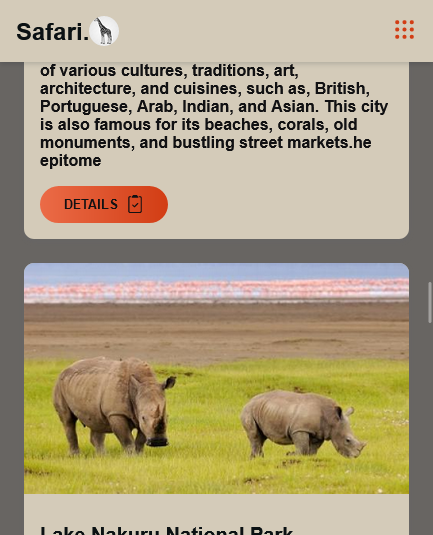 Safari.
of various cultures, traditions, art,
architecture, and cuisines, such as, British,
Portuguese, Arab, Indian, and Asian. This city
is also famous for its beaches, corals, old
monuments, and bustling street markets.he
epitome
DETAILS
Lake Nakuru National Park